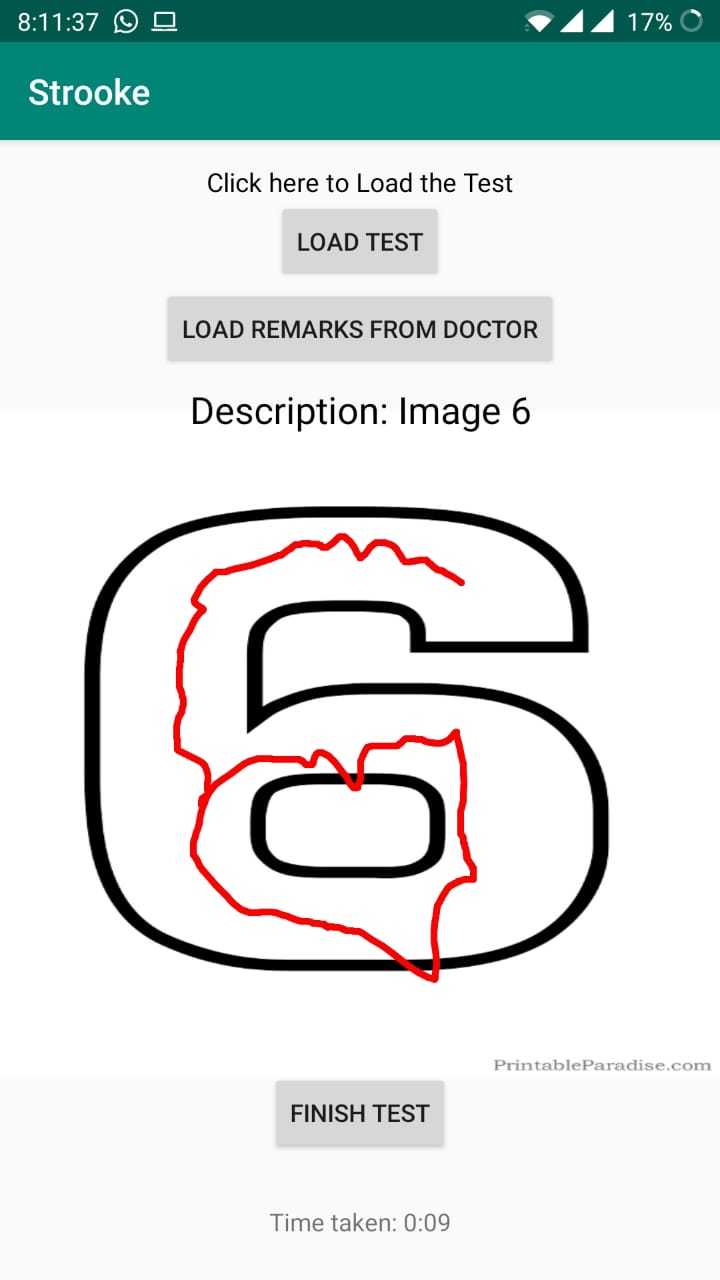 8:11:37 17%
Strooke
Click here to Load the Test
LOAD TEST
LOAD REMARKS FROM DOCTOR
Description: Image 6
6
PrintableParadise.com
FINISH TEST
Time taken: 0:09